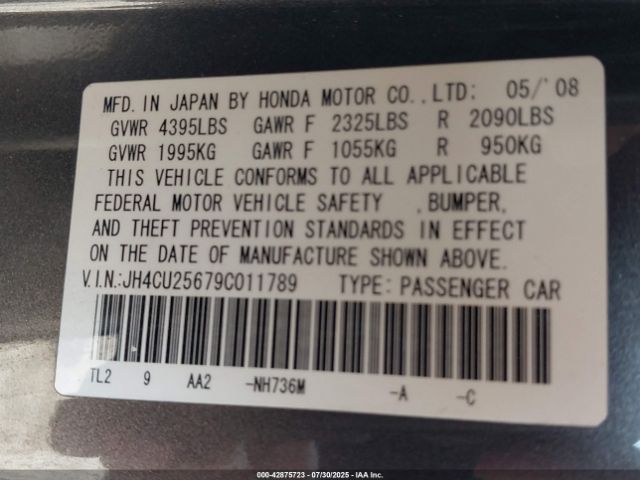 MFD. IN JAPAN BY HONDA MOTOR CO., LTD: 05/'08
GVWR 4395LBS GAWR F 2325LBS R 2090LBS
GVWR 1995KG GAWR F 1055KG R 950KG
THIS VEHICLE CONFORMS TO ALL APPLICABLE
FEDERAL MOTOR VEHICLE SAFETY , BUMPER,
AND THEFT PREVENTION STANDARDS IN EFFECT
ON THE DATE OF MANUFACTURE SHOWN ABOVE.
V.I.N.:JH4CU25679C011789 TYPE: PASSENGER CAR
TL2 9 AA2 -NH736M -A -C
000-42875723 - 07/30/2025 - IAA Inc.